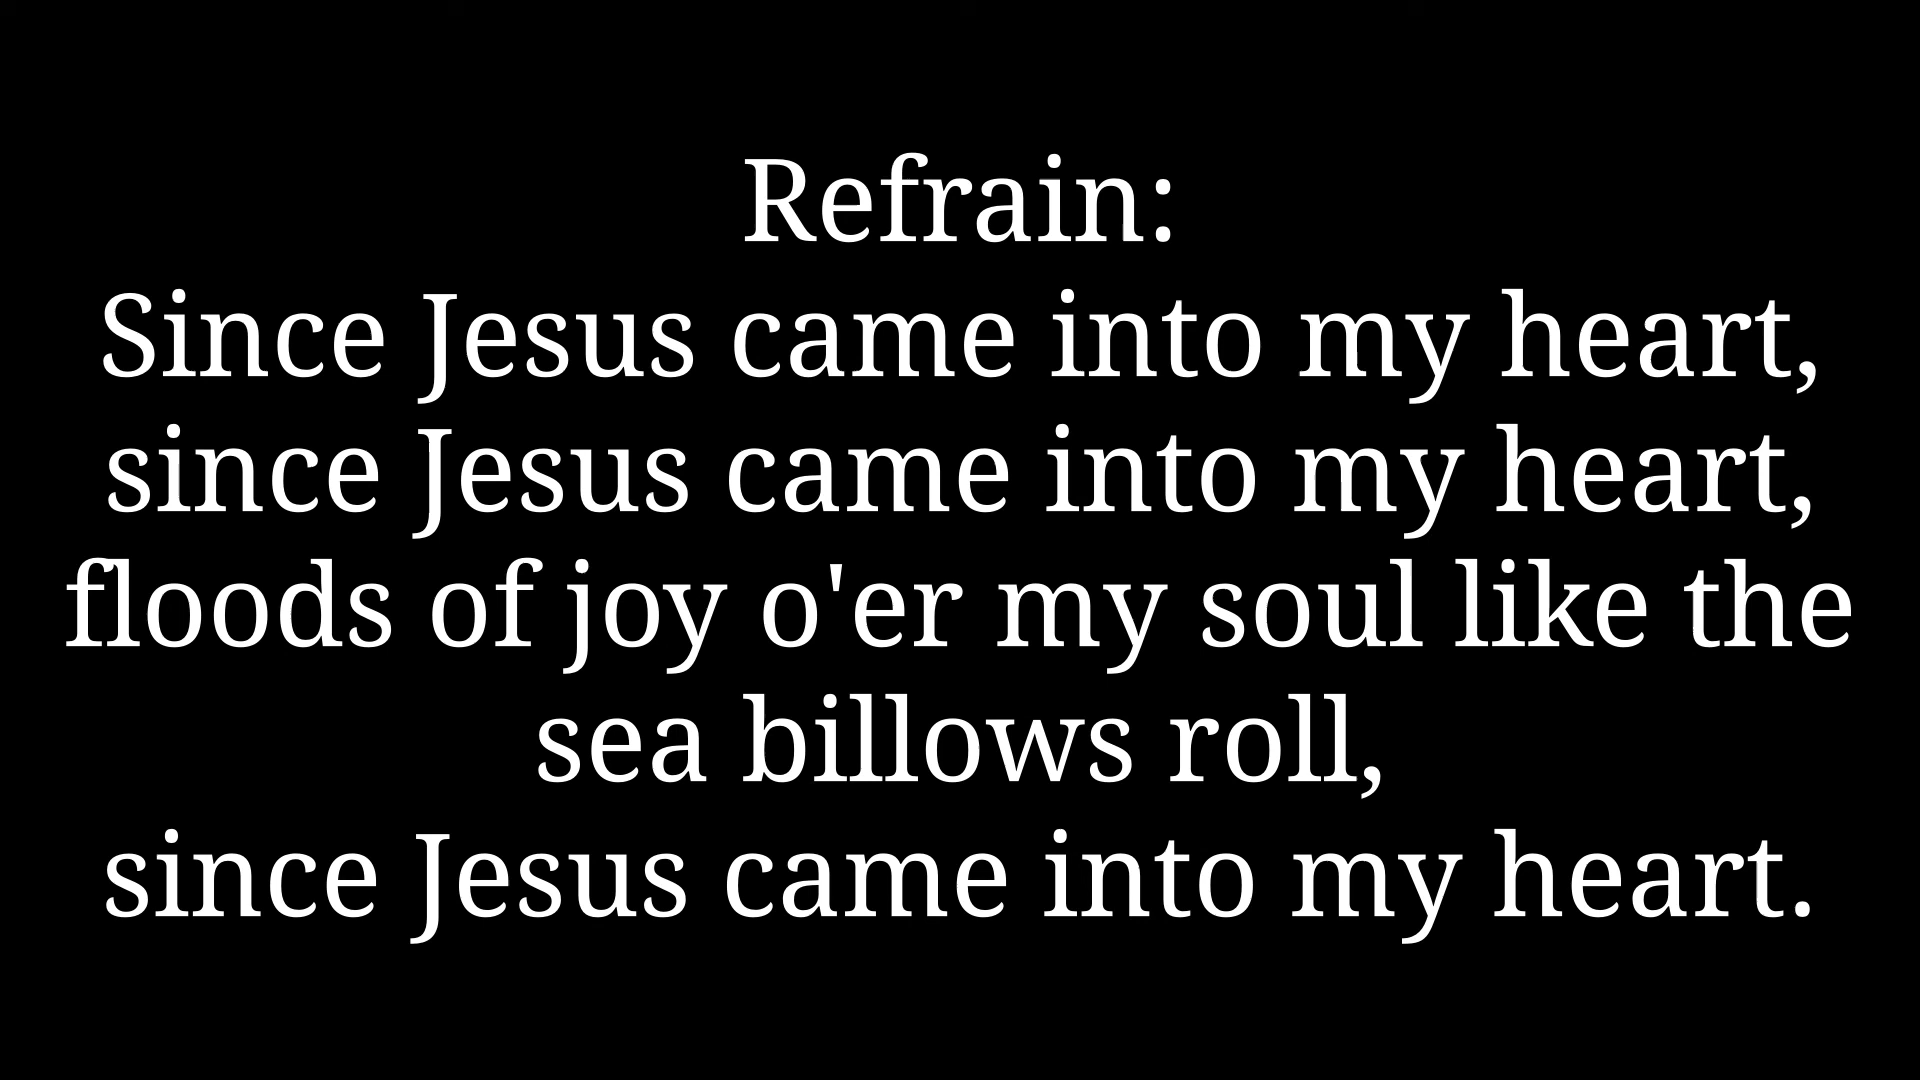 Refrain:
Since Jesus came into my heart,
since Jesus came into my heart,
floods of joy o'er my soul like the
sea billows roll,
since Jesus came into my heart.